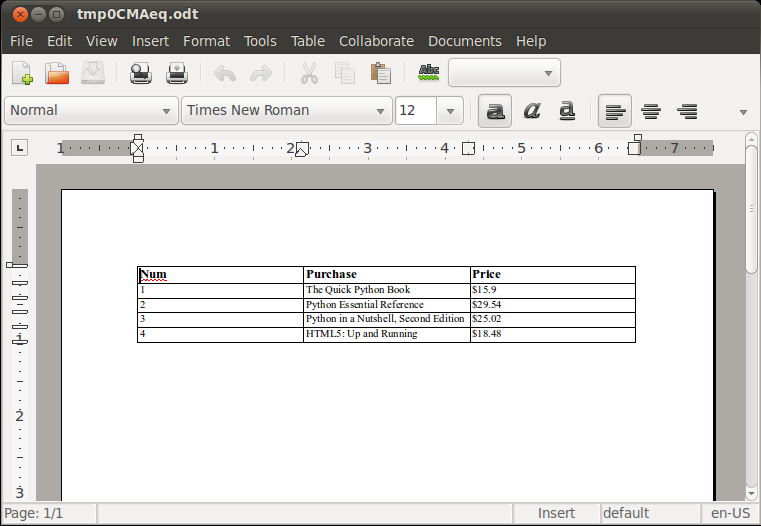 tmp0CMAeq.odt
File Edit View Insert Format Tools Table Collaborate Documents Help
Abc
Normal Times New Roman 12 a a a
1 1 2 3 4 5 6 7
Num Purchase Price
1 The Quick Python Book $15.9
2 Python Essential Reference $29.54
3 Python in a Nutshell, Second Edition $25.02
4 HTML5: Up and Running $18.48
1
2
3
Page: 1/1 Insert default en-US